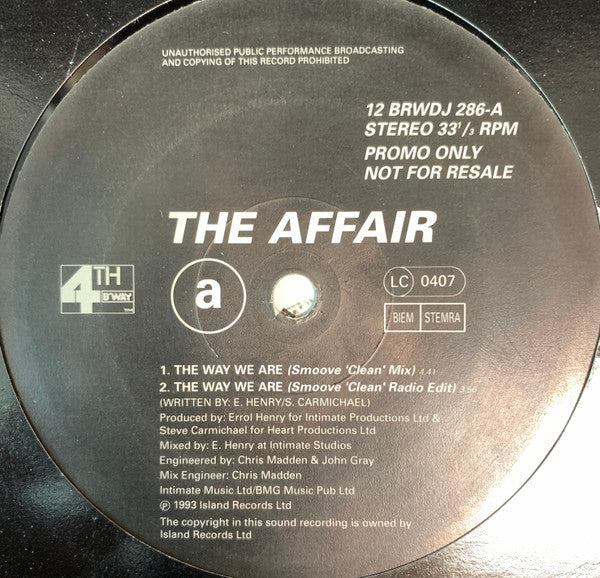 UNAUTHORISED PUBLIC PERFORMANCE BROADCASTING
AND COPYING OF THIS RECORD PROHIBITED
12 BRWDJ 286-A
STEREO 33¹/₃ RPM
PROMO ONLY
NOT FOR RESALE
THE AFFAIR
4TH
B'WAY
TM
a
LC 0407
BIEM STEMRA
1. THE WAY WE ARE (Smoove 'Clean' Mix) 4.41
2. THE WAY WE ARE (Smoove 'Clean' Radio Edit) 3.56
(WRITTEN BY: E. HENRY/S. CARMICHAEL)
Produced by: Errol Henry for Intimate Productions Ltd &
Steve Carmichael for Heart Productions Ltd
Mixed by: E. Henry at Intimate Studios
Engineered by: Chris Madden & John Gray
Mix Engineer: Chris Madden
Intimate Music Ltd/BMG Music Pub Ltd
℗ 1993 Island Records Ltd
The copyright in this sound recording is owned by
Island Records Ltd